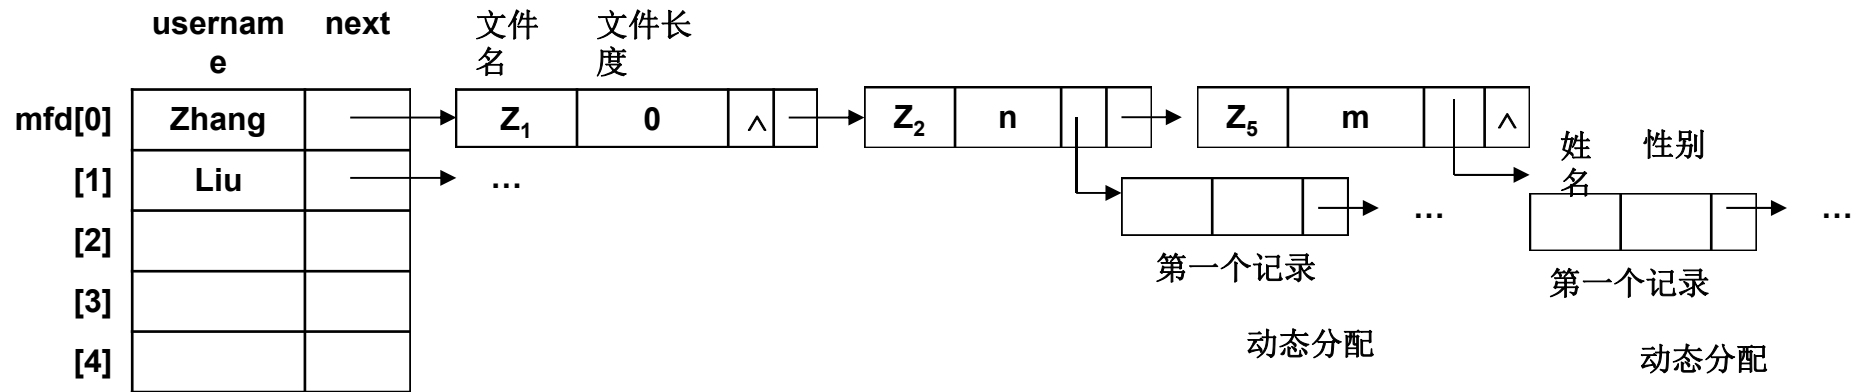 usernam
e
next
文件
名
文件长
度
mfd[0]
Zhang
Z₁
0
^
Z₂
n
Z₅
m
^
[1]
Liu
...
姓
名
性别
[2]
...
...
第一个记录
第一个记录
[3]
[4]
动态分配
动态分配